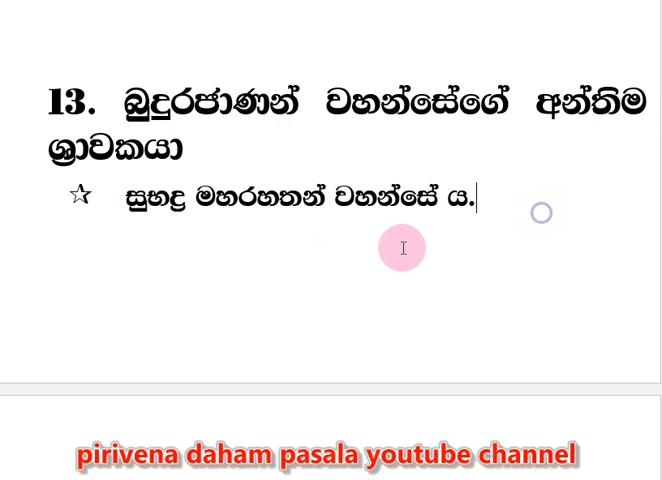 13. බුදුරජාණන් වහන්සේගේ අන්තිම
ශ්‍රාවකයා
☆ සුභද්‍ර මහරහතන් වහන්සේ ය.
pirivena daham pasala youtube channel